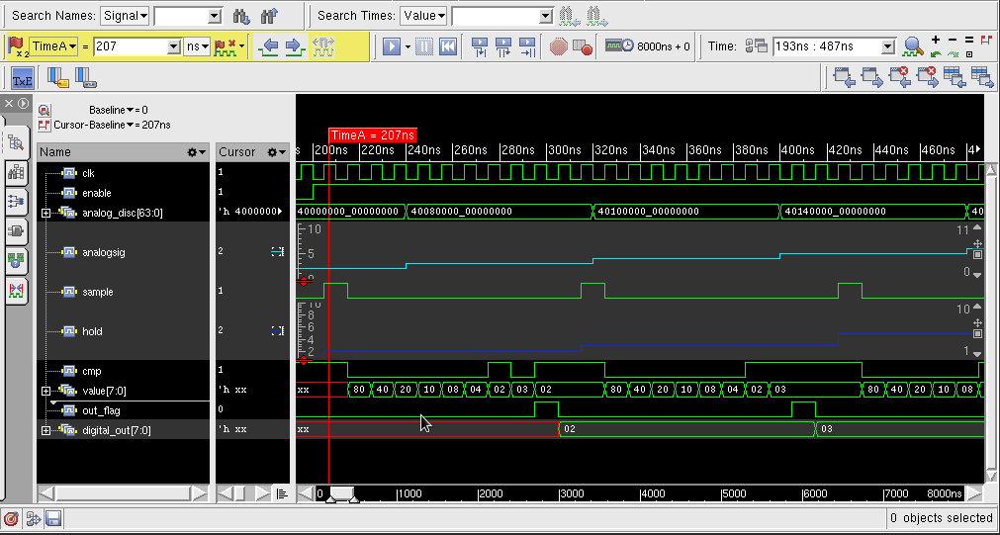 Search Names: Signal Search Times: Value
x2 TimeA = 207 ns 8000ns + 0 Time: 193ns : 487ns
TxE
Baseline = 0
Cursor-Baseline = 207ns
TimeA = 207ns
Name Cursor s 200ns 220ns 240ns 260ns 280ns 300ns 320ns 340ns 360ns 380ns 400ns 420ns 440ns 460ns 4
clk 1
enable 1
analog_disc[63:0] 'h 4000000 40000000_00000000 40080000_00000000 40100000_00000000 40140000_00000000 40
10 11
analogsig 2 5
0 0
sample 1
10 10
8
hold 2 6
4
2 1
cmp 1
value[7:0] 'h xx xx 80 40 20 10 08 04 02 03 02 80 40 20 10 08 04 02 03 80 40 20 10 08
out_flag 0
digital_out[7:0] 'h xx xx 02 03
0 1000 2000 3000 4000 5000 6000 7000 8000ns
0 objects selected